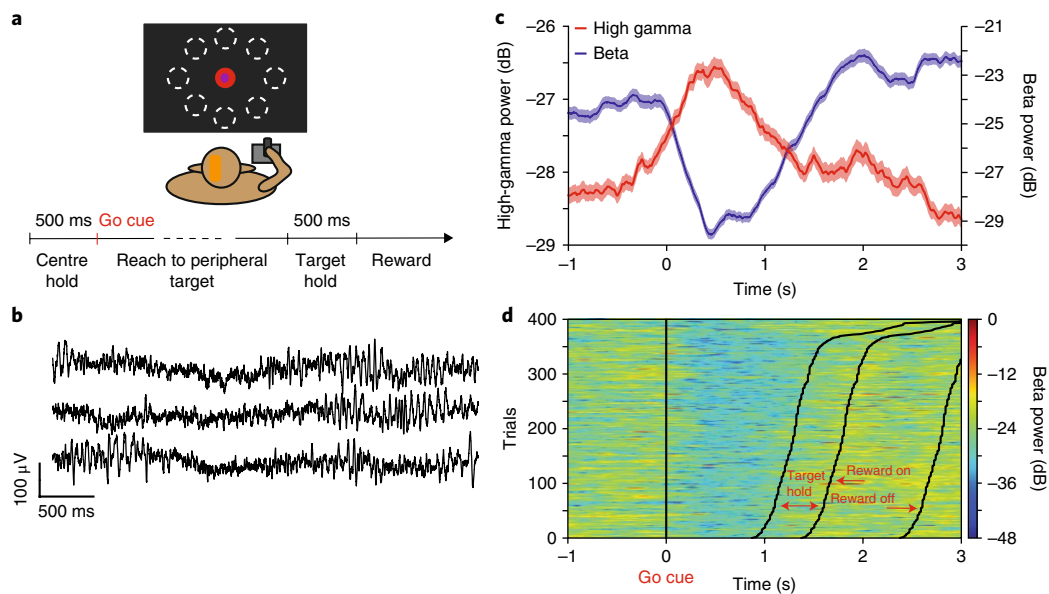 a
500 ms
Go cue
500 ms
Centre
hold
Reach to peripheral
target
Target
hold
Reward
b
100 µV
500 ms
c
High gamma
Beta
High-gamma power (dB)
−26
−27
−28
−29
−21
−23
−25
−27
−29
Beta power (dB)
−1
0
1
2
3
Time (s)
d
Trials
400
300
200
100
0
Target
hold
Reward on
Reward off
−1
0
1
2
3
Go cue
Time (s)
0
−12
−24
−36
−48
Beta power (dB)